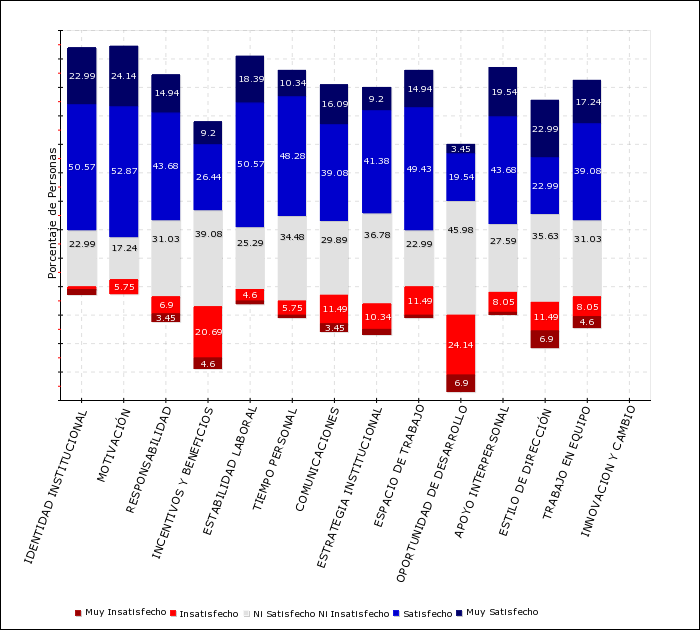 Porcentaje de Personas
22.99 24.14 14.94 9.2 18.39 10.34 16.09 9.2 14.94 3.45 19.54 22.99 17.24
50.57 52.87 43.68 26.44 50.57 48.28 39.08 41.38 49.43 19.54 43.68 22.99 39.08
22.99 17.24 31.03 39.08 25.29 34.48 29.89 36.78 22.99 45.98 27.59 35.63 31.03
5.75 6.9 20.69 4.6 5.75 11.49 10.34 11.49 24.14 8.05 11.49 8.05
3.45 4.6 3.45 6.9 6.9 4.6
IDENTIDAD INSTITUCIONAL
MOTIVACIÓN
RESPONSABILIDAD
INCENTIVOS Y BENEFICIOS
ESTABILIDAD LABORAL
TIEMPO PERSONAL
COMUNICACIONES
ESTRATEGIA INSTITUCIONAL
ESPACIO DE TRABAJO
OPORTUNIDAD DE DESARROLLO
APOYO INTERPERSONAL
ESTILO DE DIRECCIÓN
TRABAJO EN EQUIPO
INNOVACION Y CAMBIO
Muy Insatisfecho Insatisfecho Ni Satisfecho Ni Insatisfecho Satisfecho Muy Satisfecho